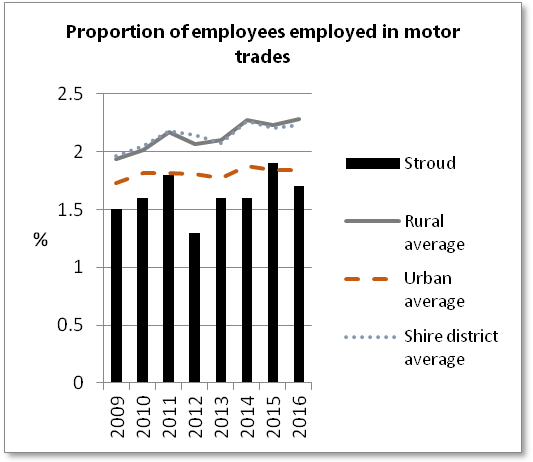 Proportion of employees employed in motor
trades
2.5
2
1.5
1
0.5
0
%
2009
2010
2011
2012
2013
2014
2015
2016
Stroud
Rural
average
Urban
average
Shire district
average